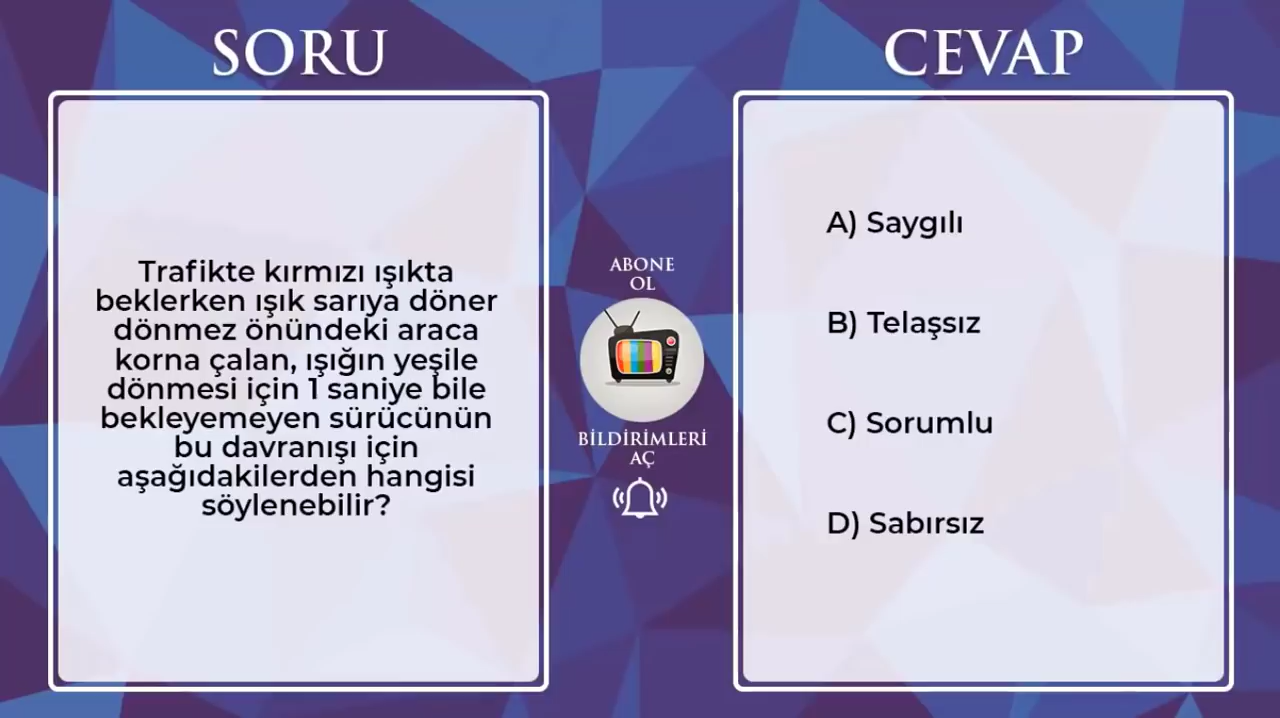 SORU
Trafikte kırmızı ışıkta
beklerken ışık sarıya döner
dönmez önündeki araca
korna çalan, ışığın yeşile
dönmesi için 1 saniye bile
bekleyemeyen sürücünün
bu davranışı için
aşağıdakilerden hangisi
söylenebilir?
ABONE
OL
BİLDİRİMLERİ
AÇ
CEVAP
A) Saygılı
B) Telaşsız
C) Sorumlu
D) Sabırsız